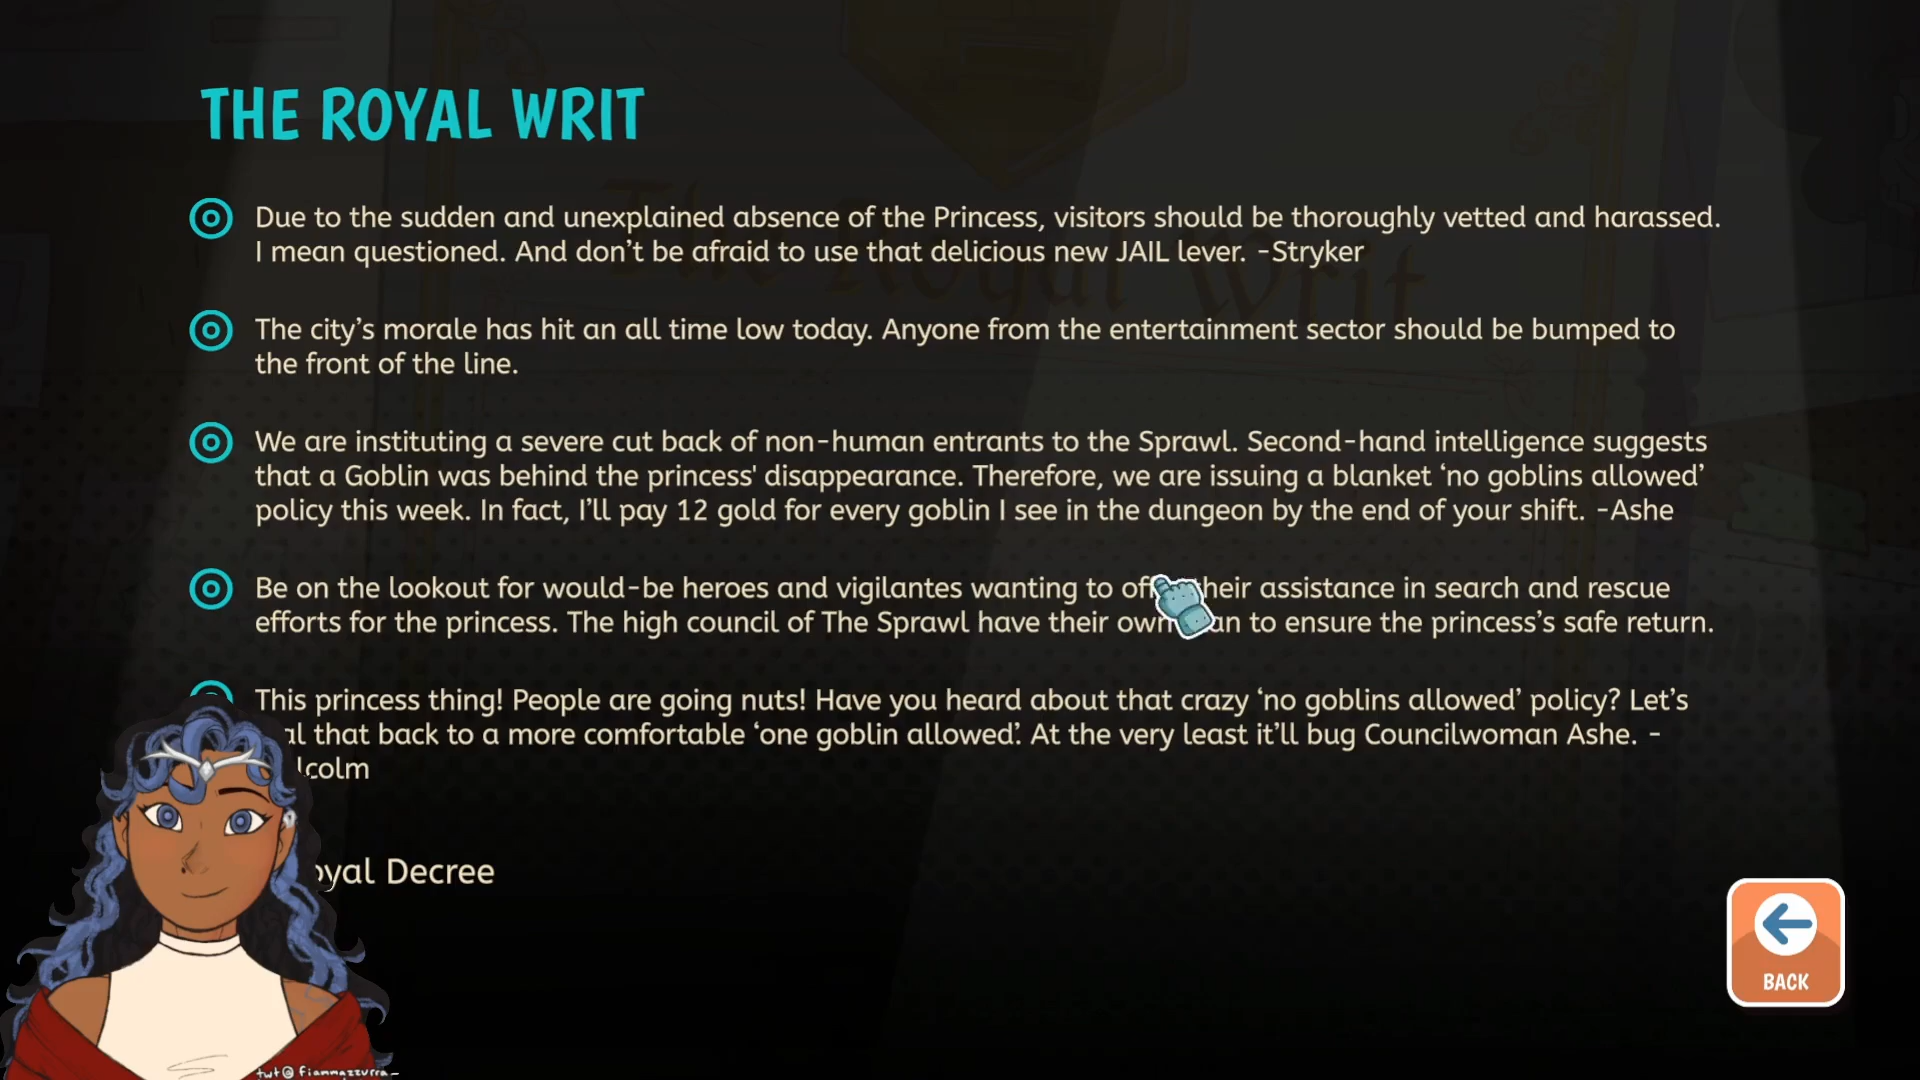 THE ROYAL WRIT
Due to the sudden and unexplained absence of the Princess, visitors should be thoroughly vetted and harassed.
I mean questioned. And don’t be afraid to use that delicious new JAIL lever. -Stryker
The city’s morale has hit an all time low today. Anyone from the entertainment sector should be bumped to
the front of the line.
We are instituting a severe cut back of non-human entrants to the Sprawl. Second-hand intelligence suggests
that a Goblin was behind the princess' disappearance. Therefore, we are issuing a blanket ‘no goblins allowed’
policy this week. In fact, I’ll pay 12 gold for every goblin I see in the dungeon by the end of your shift. -Ashe
Be on the lookout for would-be heroes and vigilantes wanting to their assistance in search and rescue
efforts for the princess. The high council of The Sprawl have their own to ensure the princess’s safe return.
This princess thing! People are going nuts! Have you heard about that crazy ‘no goblins allowed’ policy? Let’s
that back to a more comfortable ‘one goblin allowed’. At the very least it’ll bug Councilwoman Ashe. -
Decree
BACK
The Royal Writ
twt@fiammazzurra_